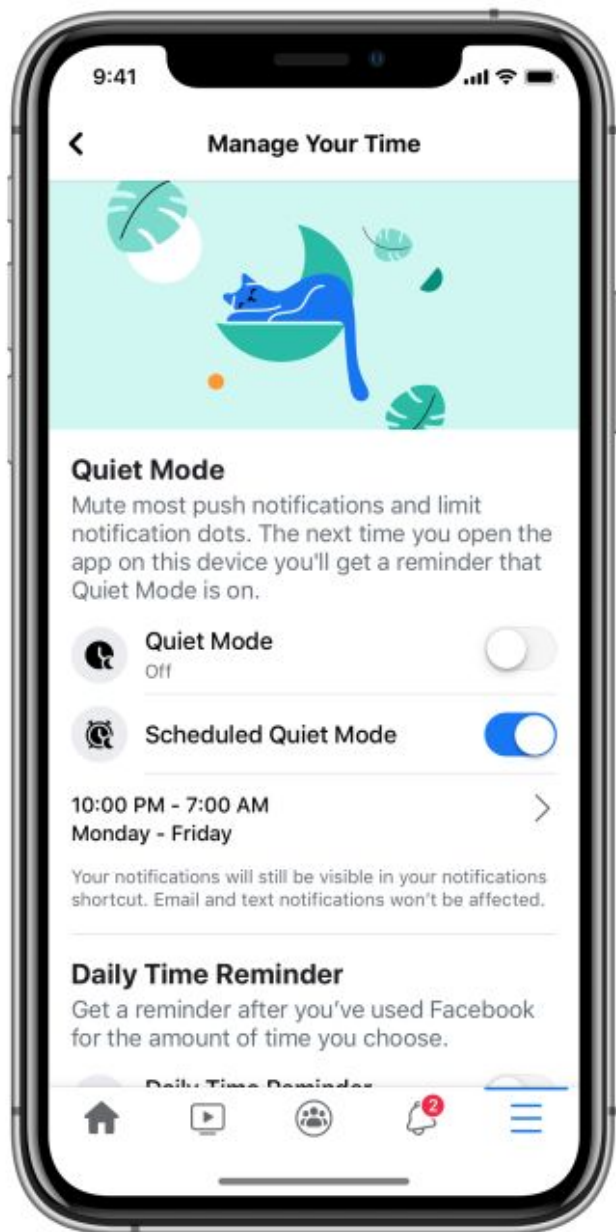 9:41
Manage Your Time
Quiet Mode
Mute most push notifications and limit
notification dots. The next time you open the
app on this device you'll get a reminder that
Quiet Mode is on.
Quiet Mode
Off
Scheduled Quiet Mode
10:00 PM - 7:00 AM
Monday - Friday
Your notifications will still be visible in your notifications
shortcut. Email and text notifications won't be affected.
Daily Time Reminder
Get a reminder after you've used Facebook
for the amount of time you choose.
Daily Time Reminder
2